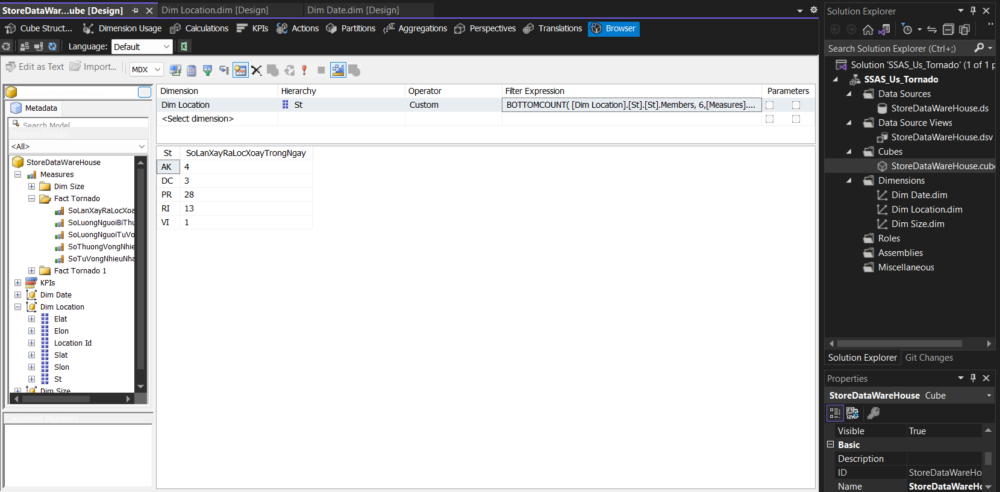 StoreDataWar...ube [Design]
Dim Location.dim [Design]
Dim Date.dim [Design]
Cube Struct...
Dimension Usage
Calculations
KPIs
Actions
Partitions
Aggregations
Perspectives
Translations
Browser
Language:
Default
Edit as Text
Import...
MDX
Metadata
Search Model
Measure Group:
<All>
StoreDataWareHouse
Measures
Dim Size
Fact Tornado
SoLanXayRaLocXoa
SoLuongNguoiBiThu
SoLuongNguoiTuVo
SoThuongVongNhie
SoTuVongNhieuNha
Fact Tornado 1
KPIs
Dim Date
Dim Location
Elat
Elon
Location Id
Slat
Slon
St
Dim Size
Calculated Members
Dimension Hierarchy Operator Filter Expression Parameters
Dim Location St Custom BOTTOMCOUNT( [Dim Location].[St].[St].Members, 6,[Measures]....
<Select dimension>
St SoLanXayRaLocXoayTrongNgay
AK 4
DC 3
PR 28
RI 13
VI 1
Solution Explorer
Search Solution Explorer (Ctrl+;)
Solution 'SSAS_Us_Tornado' (1 of 1 p
SSAS_Us_Tornado
Data Sources
StoreDataWareHouse.ds
Data Source Views
StoreDataWareHouse.dsv
Cubes
StoreDataWareHouse.cube
Dimensions
Dim Date.dim
Dim Location.dim
Dim Size.dim
Roles
Assemblies
Miscellaneous
Solution Explorer
Git Changes
Properties
StoreDataWareHouse Cube
Visible True
Basic
Description
ID StoreDataWareHo
Name StoreDataWareHo